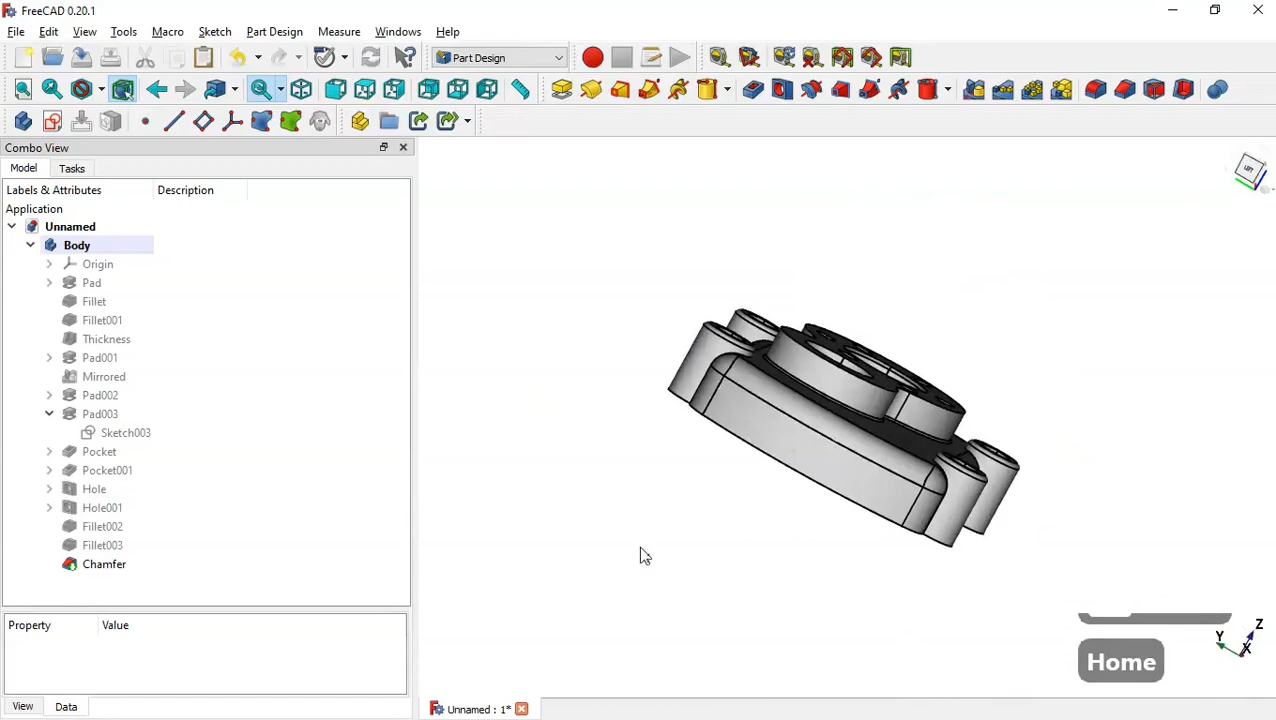 FreeCAD 0.20.1
File Edit View Tools Macro Sketch Part Design Measure Windows Help
Part Design
Combo View
Model Tasks
Labels & Attributes Description
Application
Unnamed
Body
Origin
Pad
Fillet
Fillet001
Thickness
Pad001
Mirrored
Pad002
Pad003
Sketch003
Pocket
Pocket001
Hole
Hole001
Fillet002
Fillet003
Chamfer
Property Value
View Data
Unnamed : 1*
LEFT
Home
Z
Y
X